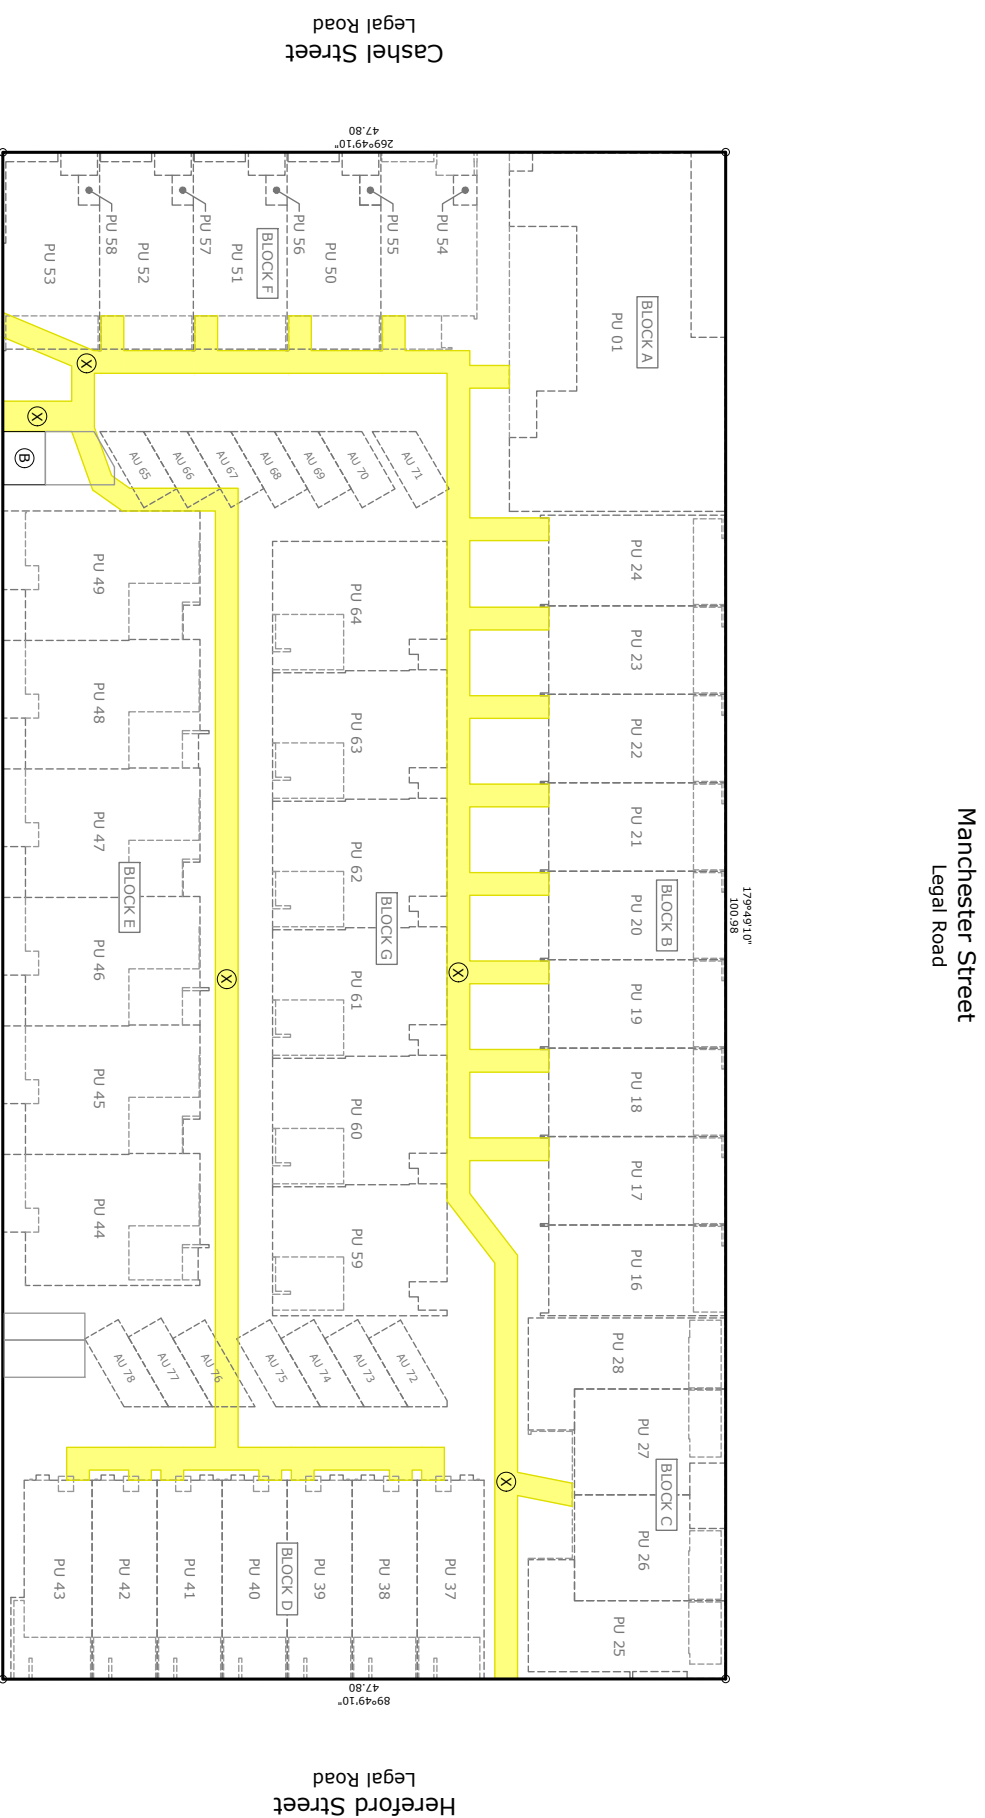 Cashel Street
Legal Road
269°49'10"
47.80
PU 53
PU 58
PU 52
PU 57
PU 51
BLOCK F
PU 56
PU 50
PU 55
PU 54
BLOCK A
PU 01
X
X
B
AU 65
AU 66
AU 67
AU 68
AU 69
AU 70
AU 71
PU 49
PU 48
PU 47
BLOCK E
PU 46
PU 45
PU 44
X
PU 64
PU 63
PU 62
BLOCK G
PU 61
PU 60
PU 59
X
PU 24
PU 23
PU 22
PU 21
BLOCK B
PU 20
PU 19
PU 18
PU 17
PU 16
179°49'10"
100.98
Manchester Street
Legal Road
AU 78
AU 77
AU 76
AU 75
AU 74
AU 73
AU 72
PU 28
PU 27
BLOCK C
PU 26
PU 25
X
PU 43
PU 42
PU 41
PU 40
BLOCK D
PU 39
PU 38
PU 37
89°49'10"
47.80
Hereford Street
Legal Road